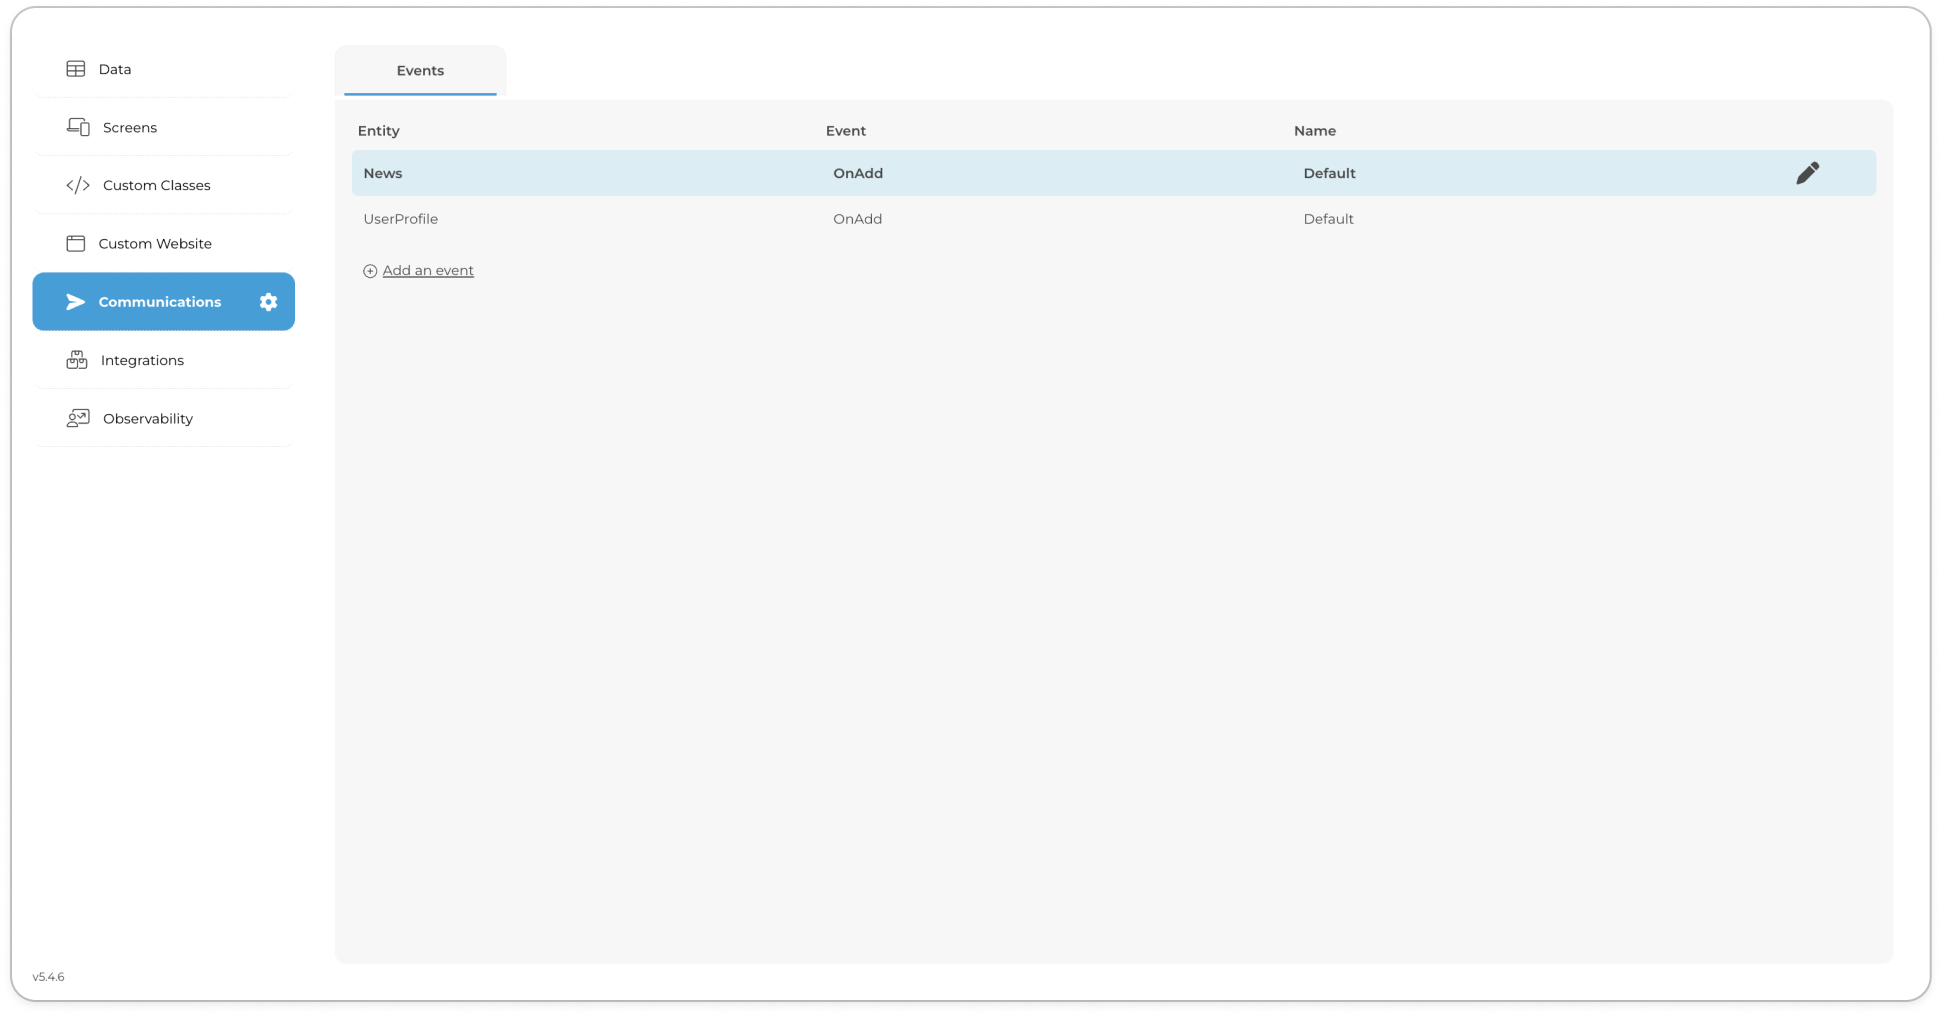 Data
Screens
Custom Classes
Custom Website
Communications
Integrations
Observability
v5.4.6
Events
Entity Event Name
News OnAdd Default
UserProfile OnAdd Default
Add an event